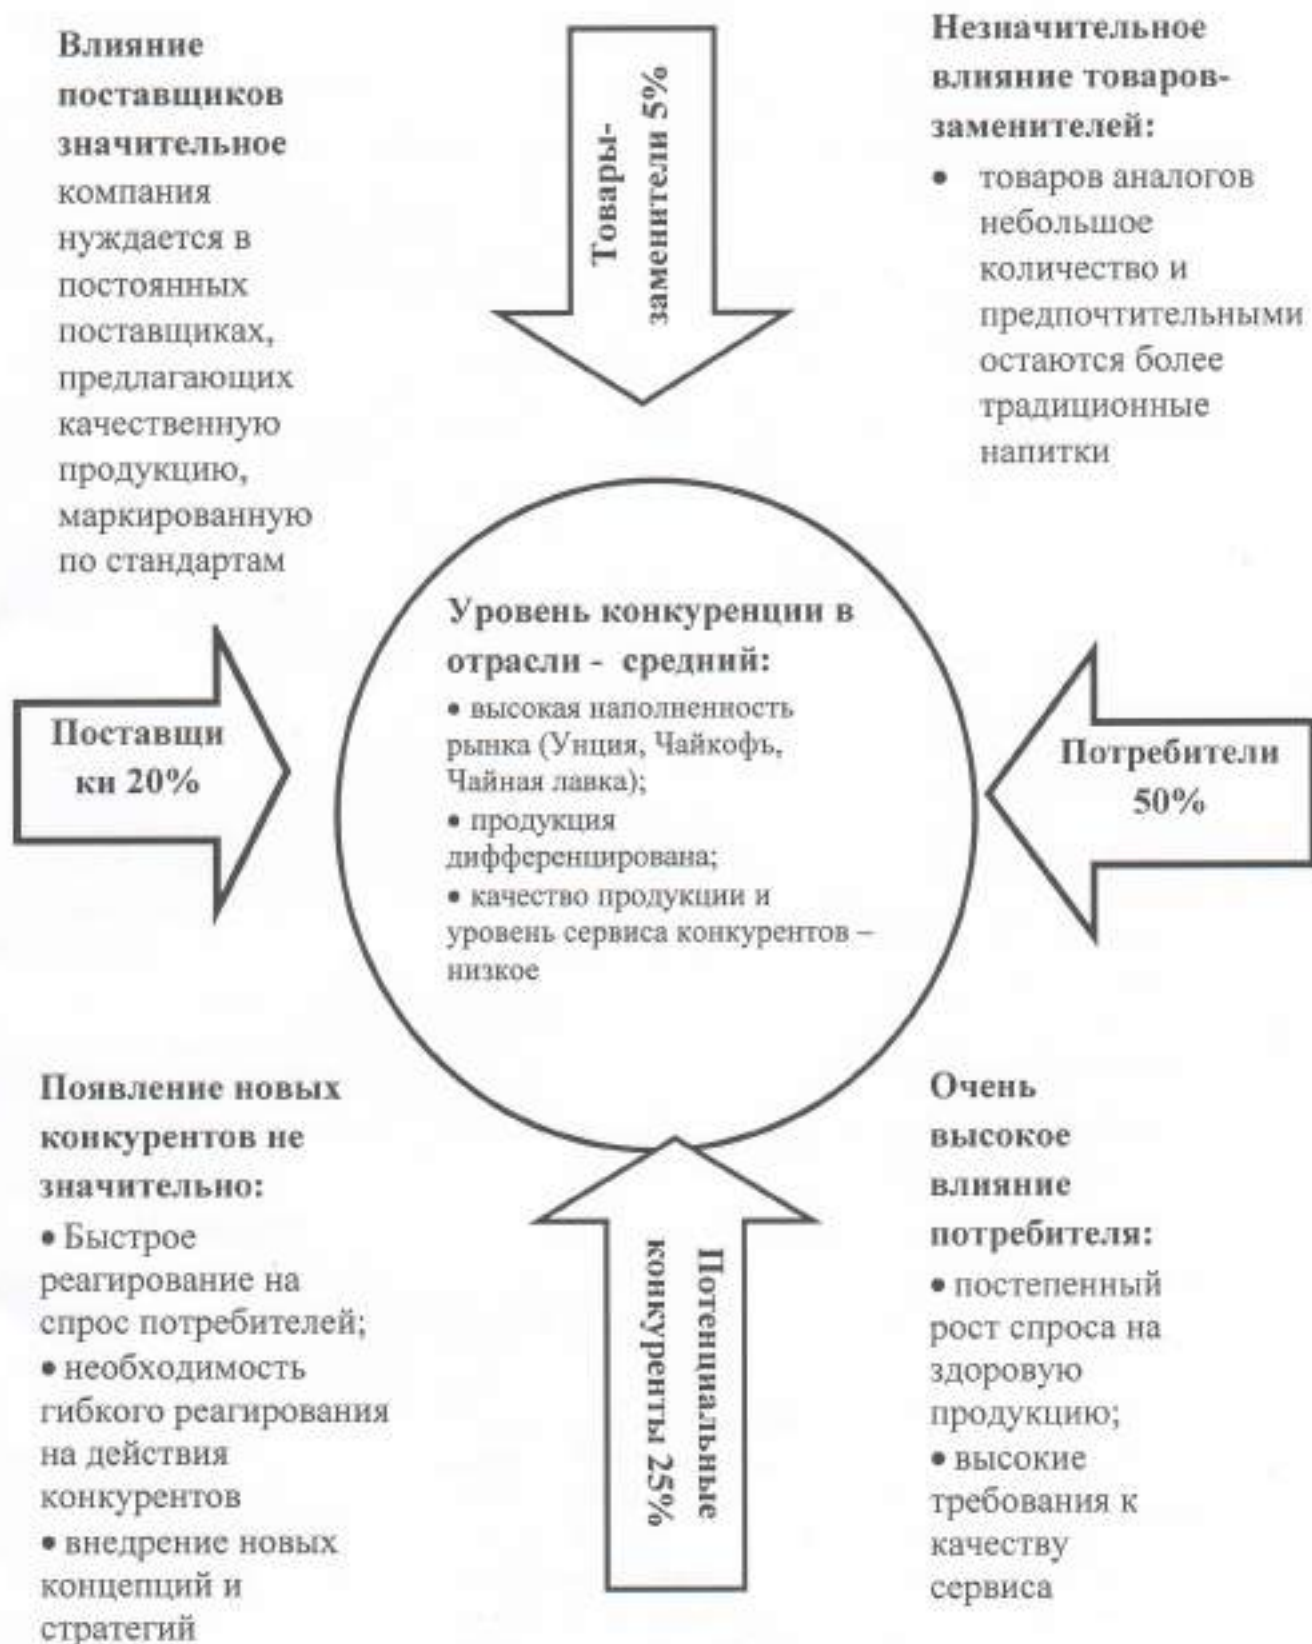 Влияние
поставщиков
значительное
компания
нуждается в
постоянных
поставщиках,
предлагающих
качественную
продукцию,
маркированную
по стандартам
Товары-
заменители 5%
Незначительное
влияние товаров-
заменителей:
• товаров аналогов
небольшое
количество и
предпочтительными
остаются более
традиционные
напитки
Поставщи
ки 20%
Уровень конкуренции в
отрасли - средний:
• высокая наполненность
рынка (Унция, Чайкофъ,
Чайная лавка);
• продукция
дифференцирована;
• качество продукции и
уровень сервиса конкурентов –
низкое
Потребители
50%
Появление новых
конкурентов не
значительно:
• Быстрое
реагирование на
спрос потребителей;
• необходимость
гибкого реагирования
на действия
конкурентов
• внедрение новых
концепций и
стратегий
Потенциальные
конкуренты 25%
Очень
высокое
влияние
потребителя:
• постепенный
рост спроса на
здоровую
продукцию;
• высокие
требования к
качеству
сервиса